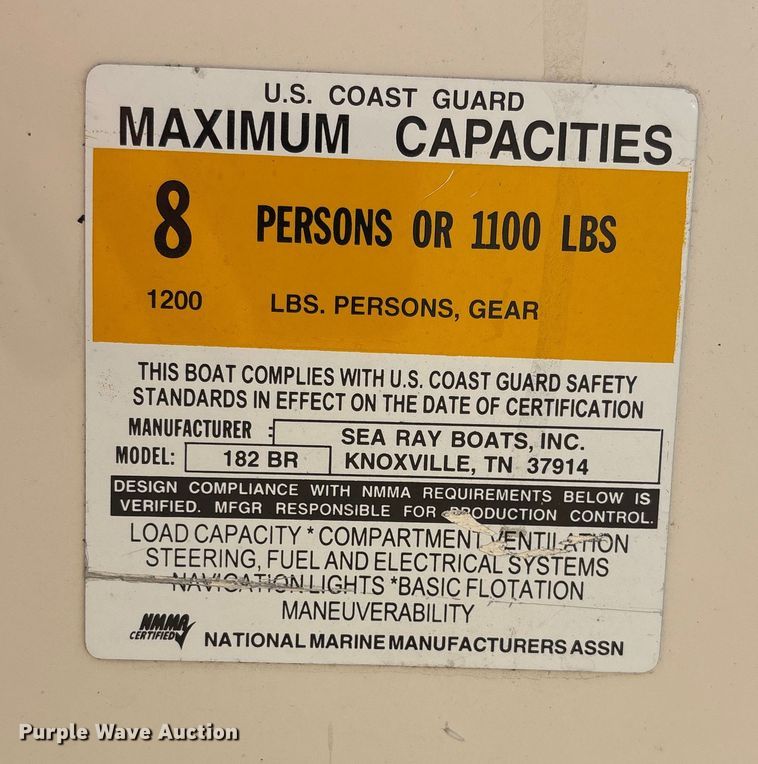 U.S. COAST GUARD
MAXIMUM CAPACITIES
8 PERSONS OR 1100 LBS
1200 LBS. PERSONS, GEAR
THIS BOAT COMPLIES WITH U.S. COAST GUARD SAFETY
STANDARDS IN EFFECT ON THE DATE OF CERTIFICATION
MANUFACTURER : SEA RAY BOATS, INC.
MODEL: 182 BR KNOXVILLE, TN 37914
DESIGN COMPLIANCE WITH NMMA REQUIREMENTS BELOW IS
VERIFIED. MFGR RESPONSIBLE FOR PRODUCTION CONTROL.
LOAD CAPACITY * COMPARTMENT VENTILATION
STEERING, FUEL AND ELECTRICAL SYSTEMS
NAVIGATION LIGHTS *BASIC FLOTATION
MANEUVERABILITY
NMMA
CERTIFIED
NATIONAL MARINE MANUFACTURERS ASSN
Purple Wave Auction